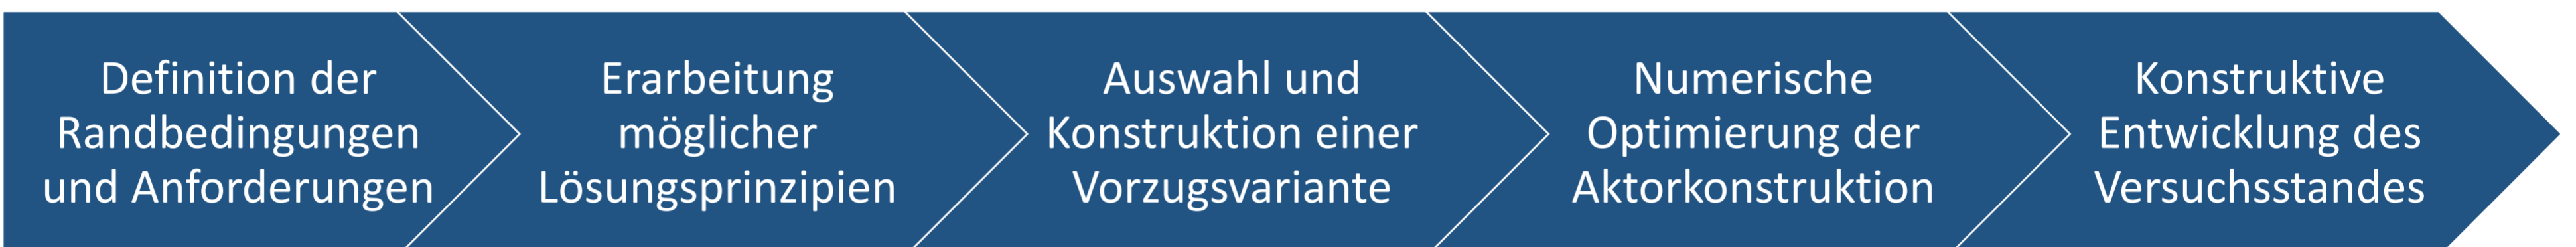 Definition der
Randbedingungen
und Anforderungen
Erarbeitung
möglicher
Lösungsprinzipien
Auswahl und
Konstruktion einer
Vorzugsvariante
Numerische
Optimierung der
Aktorkonstruktion
Konstruktive
Entwicklung des
Versuchsstandes